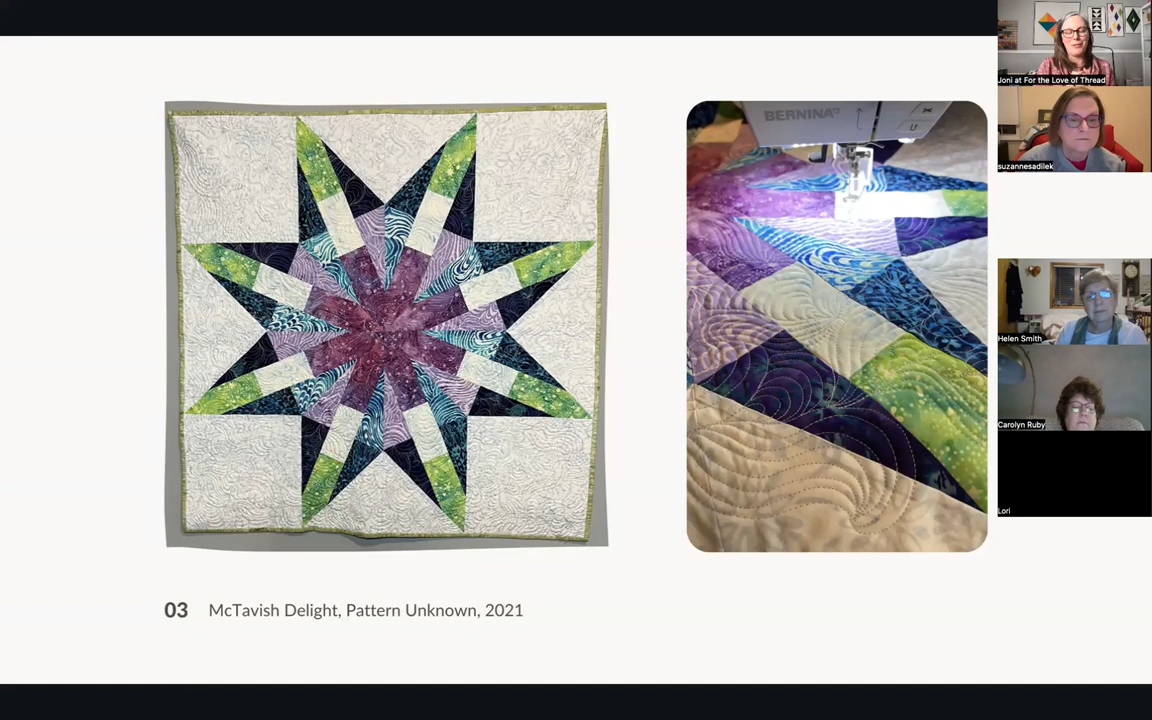 BERNINA
03 McTavish Delight, Pattern Unknown, 2021
Joni at For the Love of Thread
suzannesadilek
Helen Smith
Carolyn Ruby
Lori